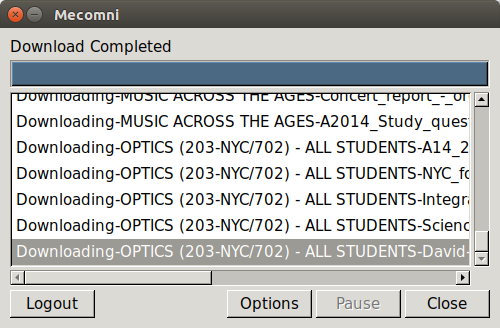 Mecomni
Download Completed
Downloading-MUSIC ACROSS THE AGES-Concert_report_-_or
Downloading-MUSIC ACROSS THE AGES-A2014_Study_quest
Downloading-OPTICS (203-NYC/702) - ALL STUDENTS-A14_2
Downloading-OPTICS (203-NYC/702) - ALL STUDENTS-NYC_fo
Downloading-OPTICS (203-NYC/702) - ALL STUDENTS-Integra
Downloading-OPTICS (203-NYC/702) - ALL STUDENTS-Scienc
Downloading-OPTICS (203-NYC/702) - ALL STUDENTS-David-
Logout Options Pause Close